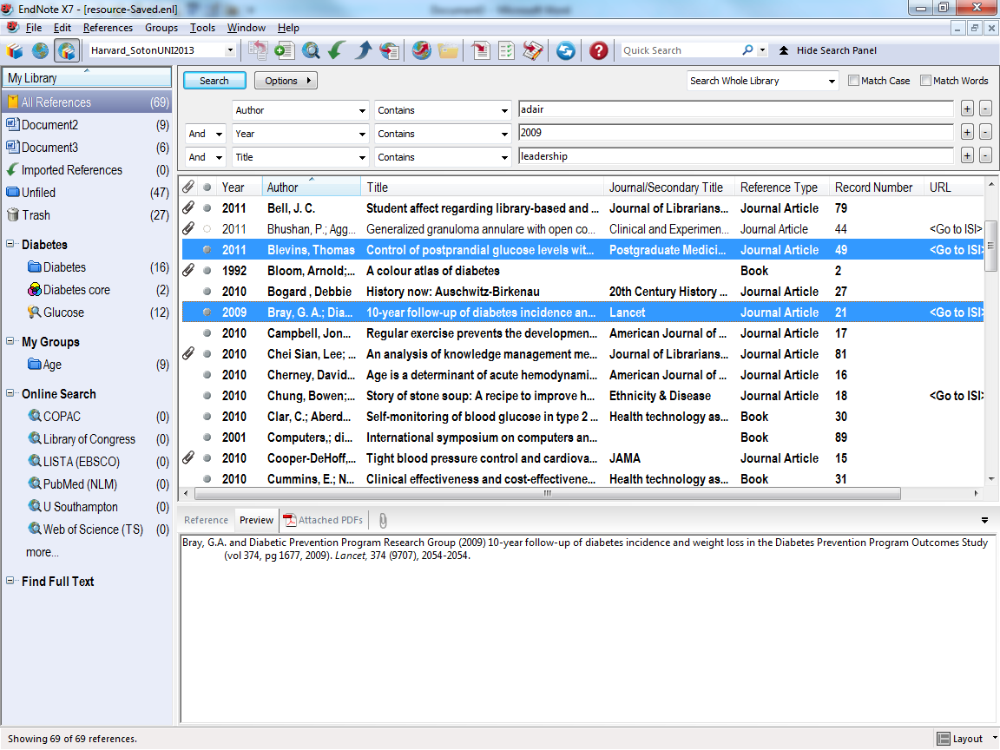 EndNote X7 - [resource-Saved.enl]
File Edit References Groups Tools Window Help
Harvard_SotonUNI2013 Quick Search Hide Search Panel
My Library
All References (69)
Document2 (9)
Document3 (6)
Imported References (0)
Unfiled (47)
Trash (27)
Diabetes
Diabetes (16)
Diabetes core (2)
Glucose (12)
My Groups
Age (9)
Online Search
COPAC (0)
Library of Congress (0)
LISTA (EBSCO) (0)
PubMed (NLM) (0)
U Southampton (0)
Web of Science (TS) (0)
more...
Find Full Text
Search Options Search Whole Library Match Case Match Words
Author Contains adair + -
And Year Contains 2009 + -
And Title Contains leadership + -
Year Author Title Journal/Secondary Title Reference Type Record Number URL
2011 Bell, J. C. Student affect regarding library-based and ... Journal of Librarians... Journal Article 79
2011 Bhushan, P.; Agg... Generalized granuloma annulare with open co... Clinical and Experimen... Journal Article 44 <Go to ISI>
2011 Blevins, Thomas Control of postprandial glucose levels wit... Postgraduate Medici... Journal Article 49 <Go to ISI>
1992 Bloom, Arnold;... A colour atlas of diabetes Book 2
2010 Bogard , Debbie History now: Auschwitz-Birkenau 20th Century History ... Journal Article 27
2009 Bray, G. A.; Dia... 10-year follow-up of diabetes incidence an... Lancet Journal Article 21 <Go to ISI>
2010 Campbell, Jon... Regular exercise prevents the developmen... American Journal of ... Journal Article 17
2010 Chei Sian, Lee; ... An analysis of knowledge management me... Journal of Librarians... Journal Article 81
2010 Cherney, David... Age is a determinant of acute hemodynami... American Journal of ... Journal Article 16
2010 Chung, Bowen;... Story of stone soup: A recipe to improve h... Ethnicity & Disease Journal Article 18 <Go to ISI>
2010 Clar, C.; Aberd... Self-monitoring of blood glucose in type 2 ... Health technology as... Book 30
2001 Computers,; di... International symposium on computers an... Book 89
2010 Cooper-DeHoff,... Tight blood pressure control and cardiova... JAMA Journal Article 15
2010 Cummins, E.; N... Clinical effectiveness and cost-effectivene... Health technology as... Book 31
Reference Preview Attached PDFs
Bray, G.A. and Diabetic Prevention Program Research Group (2009) 10-year follow-up of diabetes incidence and weight loss in the Diabetes Prevention Program Outcomes Study
(vol 374, pg 1677, 2009). Lancet, 374 (9707), 2054-2054.
Showing 69 of 69 references. Layout